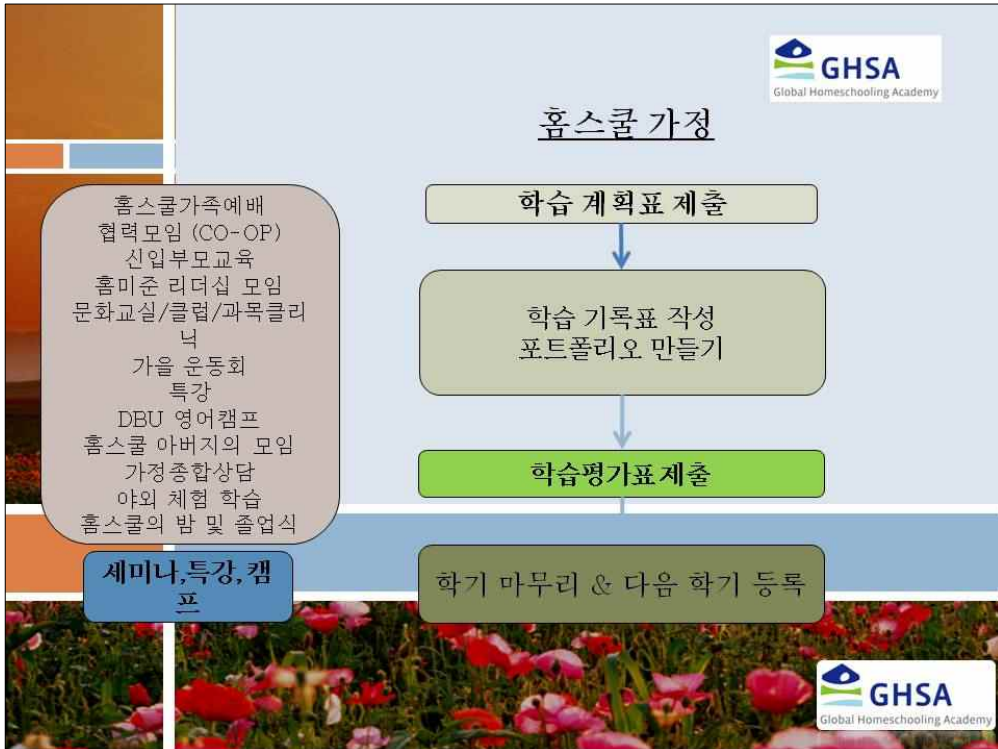 GHSA
Global Homeschooling Academy
홈스쿨 가정
홈스쿨가족예배
협력모임 (CO-OP)
신입부모교육
홈미준 리더십 모임
문화교실/클럽/과목클리
닉
가을 운동회
특강
DBU 영어캠프
홈스쿨 아버지의 모임
가정종합상담
야외 체험 학습
홈스쿨의 밤 및 졸업식
세미나,특강, 캠
프
학습 계획표 제출
학습 기록표 작성
포트폴리오 만들기
학습평가표제출
학기 마무리 & 다음 학기 등록
GHSA
Global Homeschooling Academy